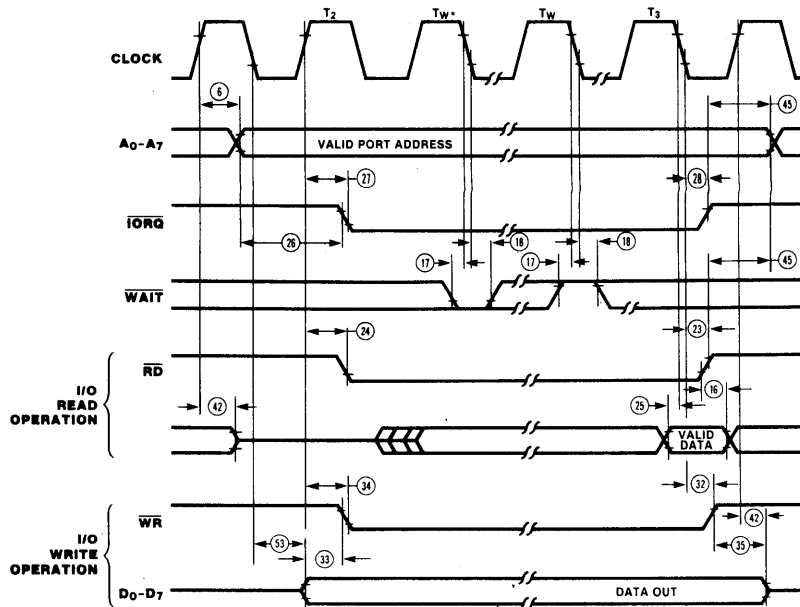 T2 TW* TW T3
CLOCK
6 45
A0-A7 VALID PORT ADDRESS
27 28
IORQ
26 18 18
17 17 45
WAIT
24 23
RD
I/O READ OPERATION
16
42 25
VALID DATA
32
34
WR
42
I/O WRITE OPERATION
53 33 35
D0-D7 DATA OUT